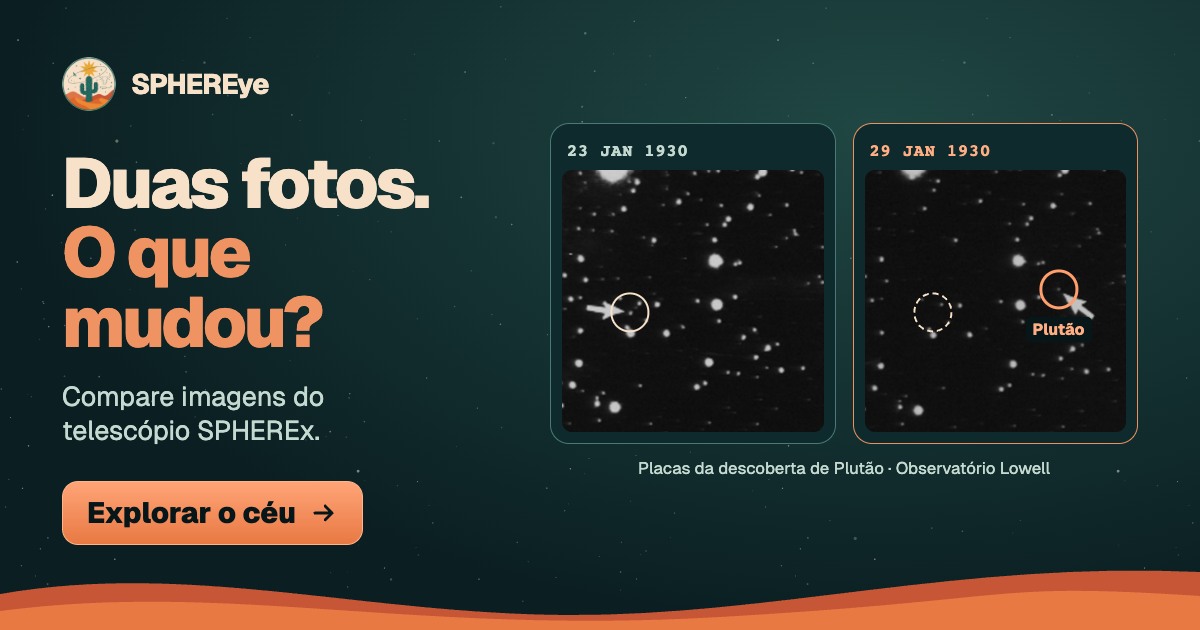 SPHEREye
Duas fotos.
O que
mudou?
Compare imagens do
telescópio SPHEREx.
Explorar o céu →
23 JAN 1930
29 JAN 1930
Plutão
Placas da descoberta de Plutão · Observatório Lowell